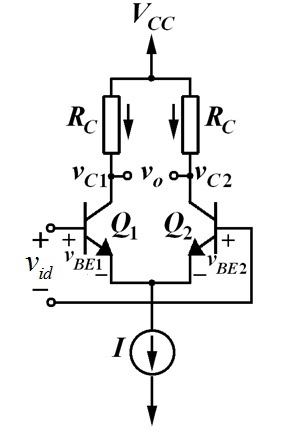 V_CC
R_C R_C
v_C1 v_o v_C2
Q_1 Q_2
+ + +
v_id v_BE1 v_BE2
− − −
I